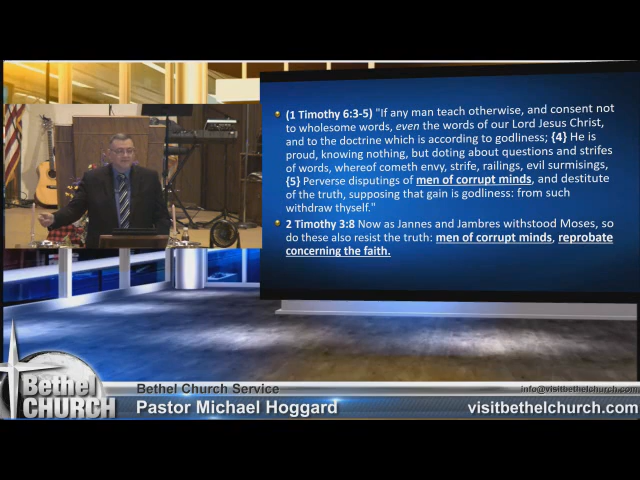 (1 Timothy 6:3-5) "If any man teach otherwise, and consent not
to wholesome words, even the words of our Lord Jesus Christ,
and to the doctrine which is according to godliness; {4} He is
proud, knowing nothing, but doting about questions and strifes
of words, whereof cometh envy, strife, railings, evil surmisings,
{5} Perverse disputings of men of corrupt minds, and destitute
of the truth, supposing that gain is godliness: from such
withdraw thyself."
2 Timothy 3:8 Now as Jannes and Jambres withstood Moses, so
do these also resist the truth: men of corrupt minds, reprobate
concerning the faith.
Bethel
CHURCH
Bethel Church Service
info@visitbethelchurch.com
Pastor Michael Hoggard
visitbethelchurch.com